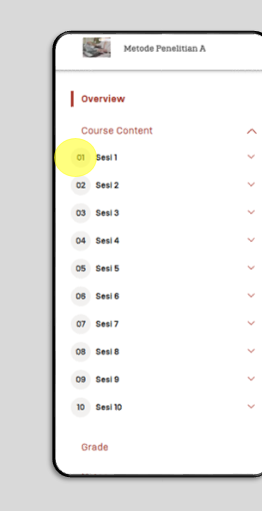 Metode Penelitian A
Overview
Course Content
01 Sesi 1
02 Sesi 2
03 Sesi 3
04 Sesi 4
05 Sesi 5
06 Sesi 6
07 Sesi 7
08 Sesi 8
09 Sesi 9
10 Sesi 10
Grade